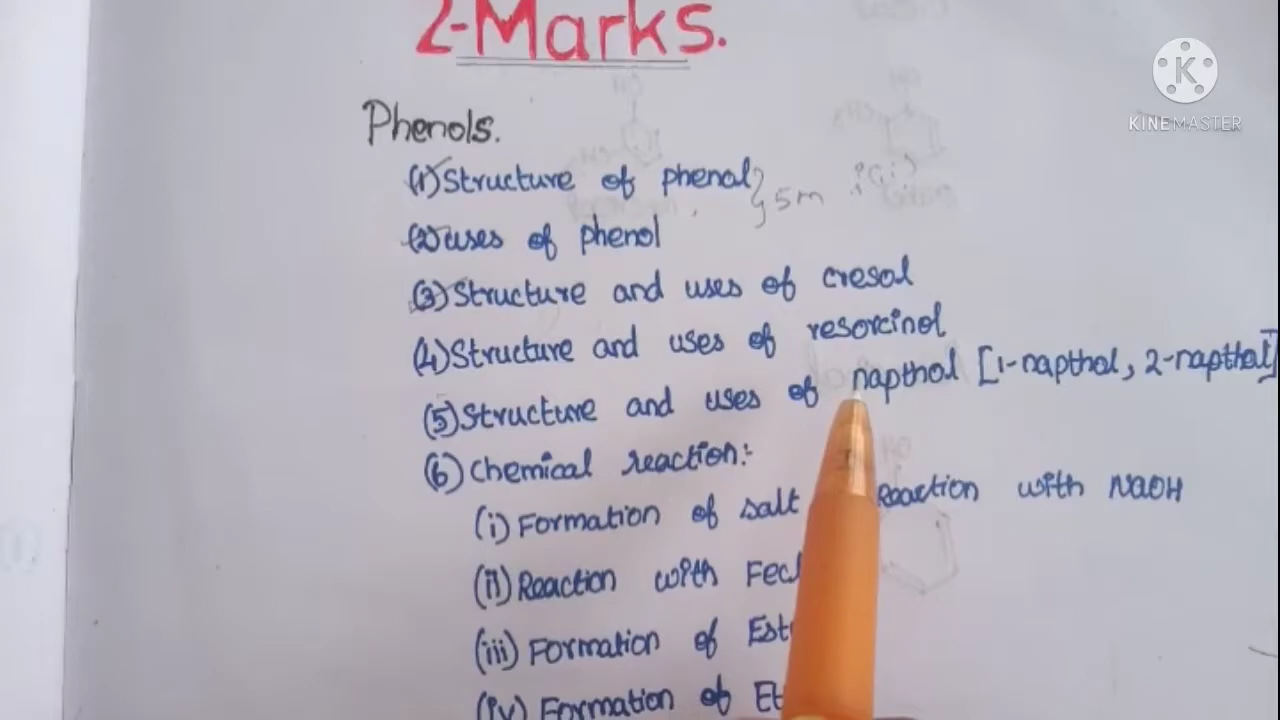 2-Marks.
KINEMASTER
Phenols.
(1) Structure of phenol } 5m
(2) uses of phenol
(3) Structure and uses of cresol
(4) Structure and uses of resorcinol
(5) Structure and uses of napthol [1-napthol, 2-napthol]
(6) Chemical reaction:-
(i) Formation of salt Reaction with NaOH
(ii) Reaction with
(iii) Formation of
(iv) Formation of